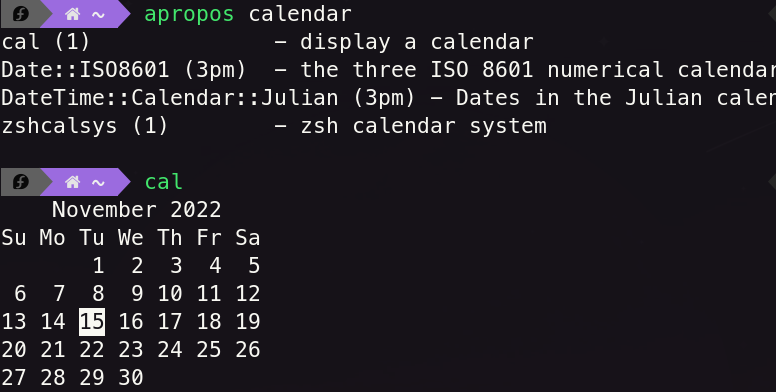 ~ apropos calendar
cal (1) - display a calendar
Date::ISO8601 (3pm) - the three ISO 8601 numerical calendar
DateTime::Calendar::Julian (3pm) - Dates in the Julian calen
zshcalsys (1) - zsh calendar system
~ cal
November 2022
Su Mo Tu We Th Fr Sa
1 2 3 4 5
6 7 8 9 10 11 12
13 14 15 16 17 18 19
20 21 22 23 24 25 26
27 28 29 30